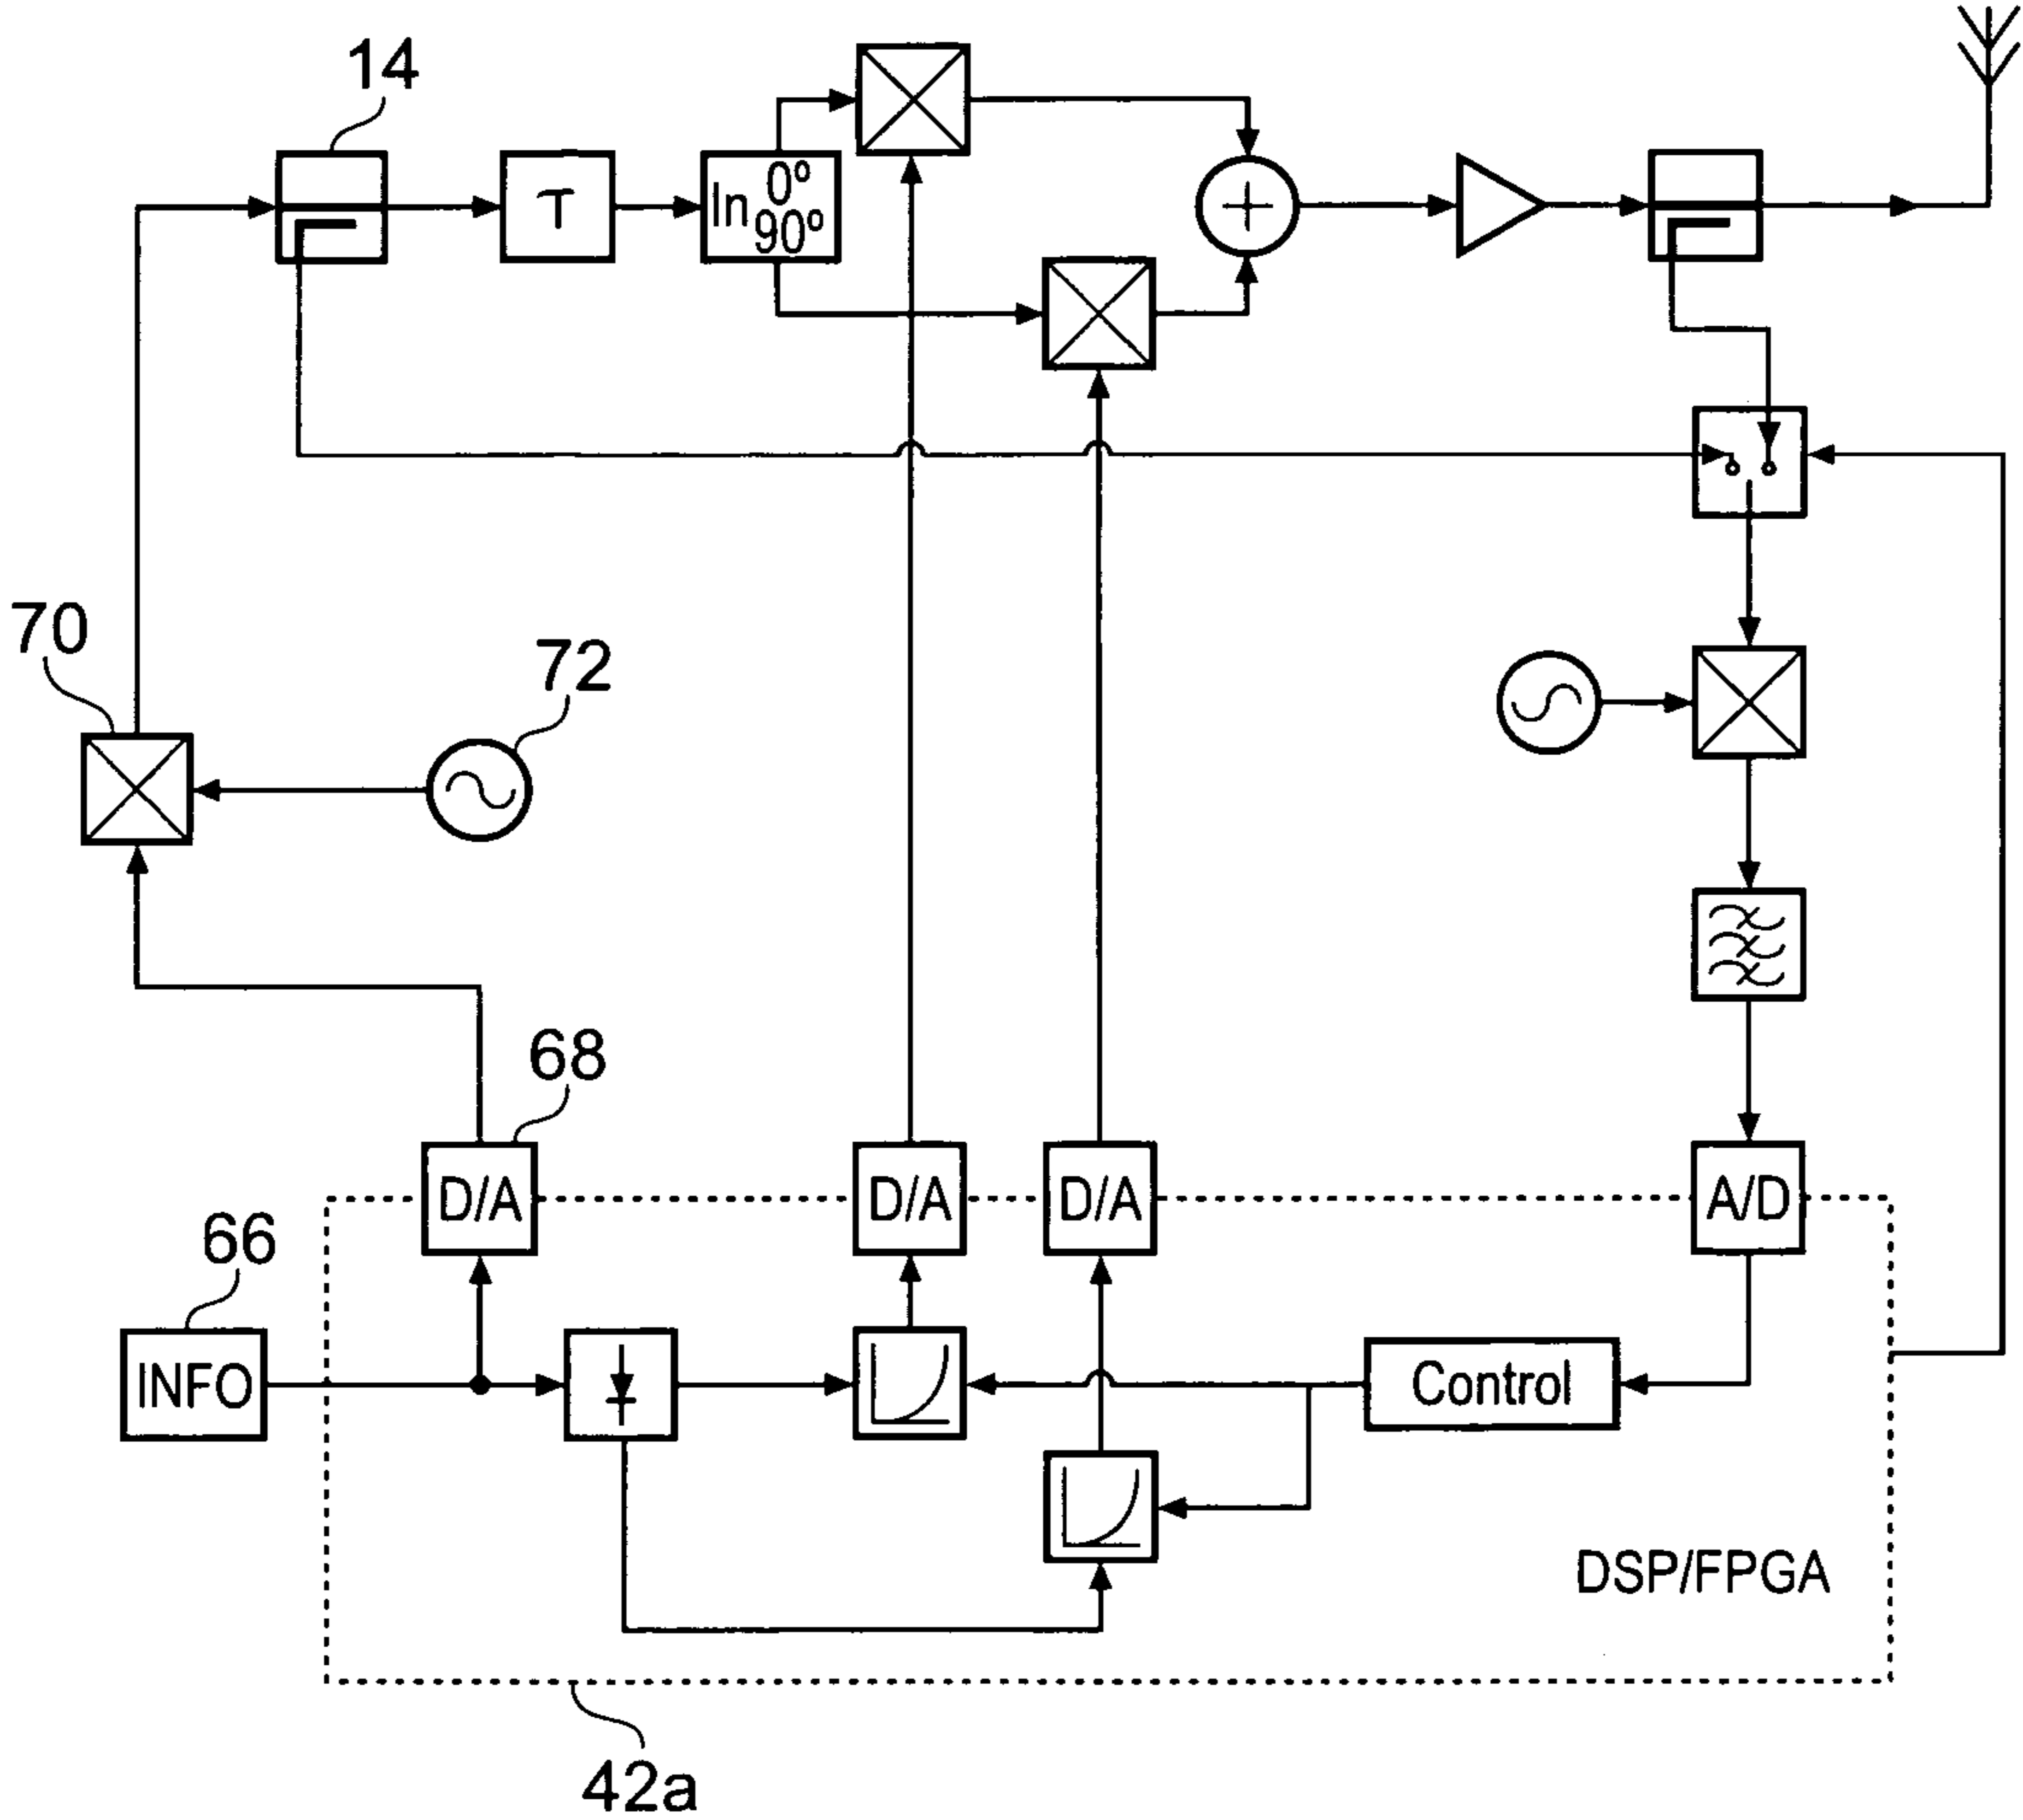 14
T
In 0°
90°
70
72
68
D/A
D/A
D/A
A/D
66
INFO
Control
DSP/FPGA
42a